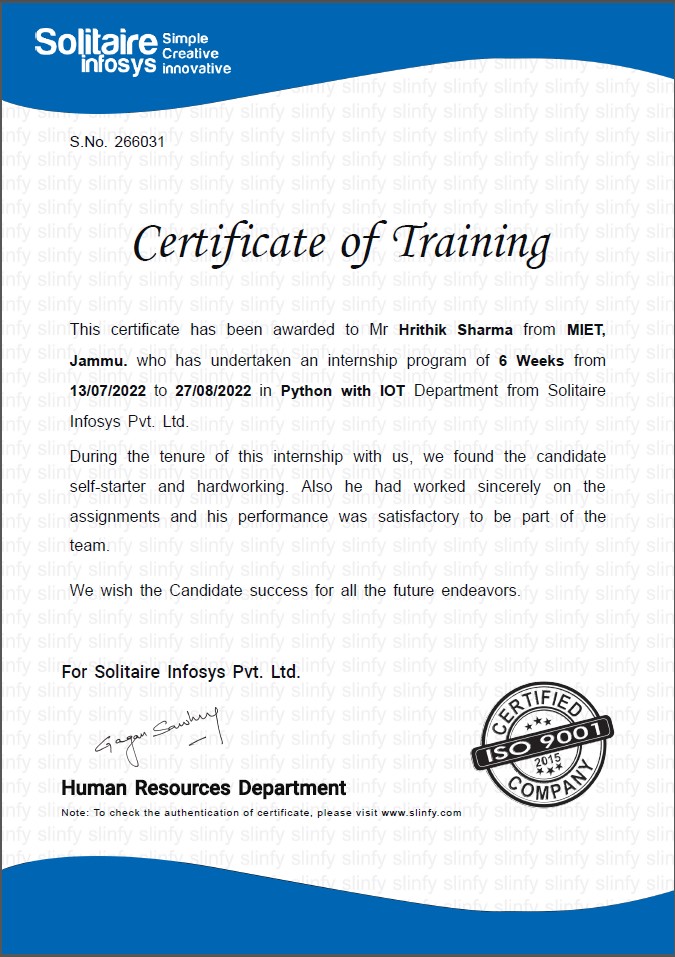 Solitaire
infosys
Simple
Creative
innovative
S.No. 266031
Certificate of Training
This certificate has been awarded to Mr Hrithik Sharma from MIET,
Jammu. who has undertaken an internship program of 6 Weeks from
13/07/2022 to 27/08/2022 in Python with IOT Department from Solitaire
Infosys Pvt. Ltd.
During the tenure of this internship with us, we found the candidate
self-starter and hardworking. Also he had worked sincerely on the
assignments and his performance was satisfactory to be part of the
team.
We wish the Candidate success for all the future endeavors.
For Solitaire Infosys Pvt. Ltd.
Gagan
Human Resources Department
Note: To check the authentication of certificate, please visit www.slinfy.com
CERTIFIED
ISO 9001
2015
COMPANY
slinfy